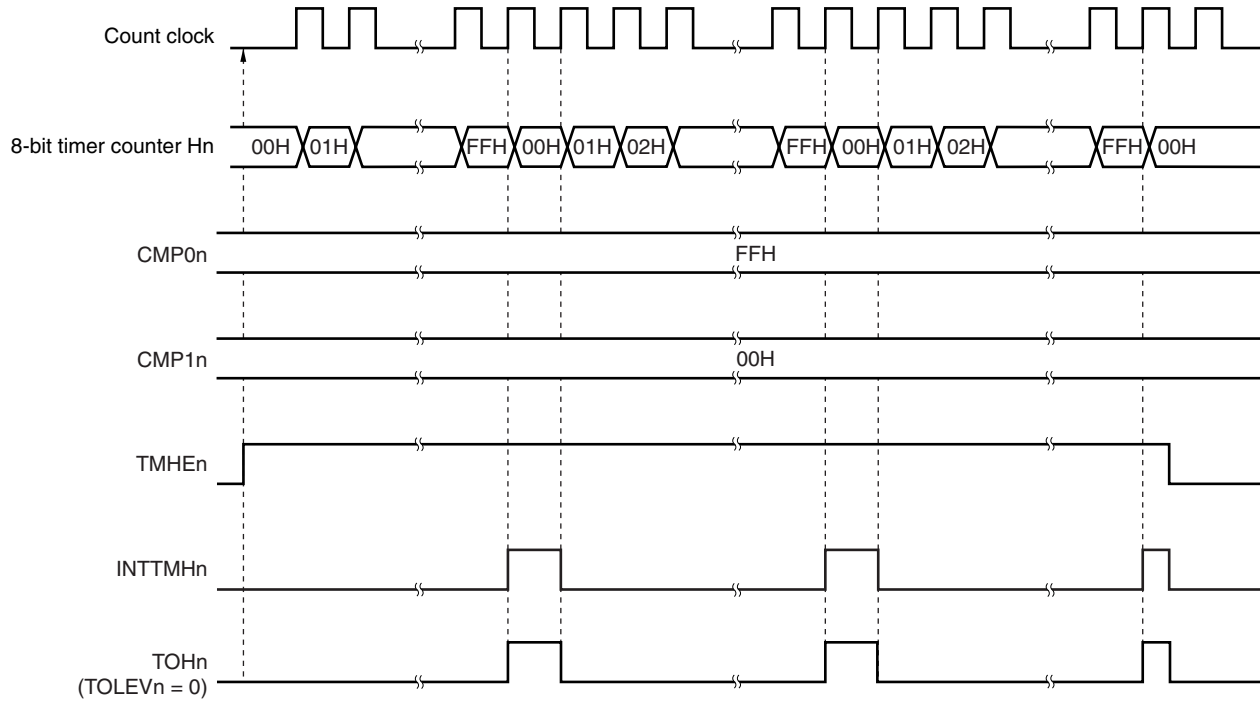 Count clock
8-bit timer counter Hn 00H 01H FFH 00H 01H 02H FFH 00H 01H 02H FFH 00H
CMP0n FFH
CMP1n 00H
TMHEn
INTTMHn
TOHn
(TOLEVn = 0)